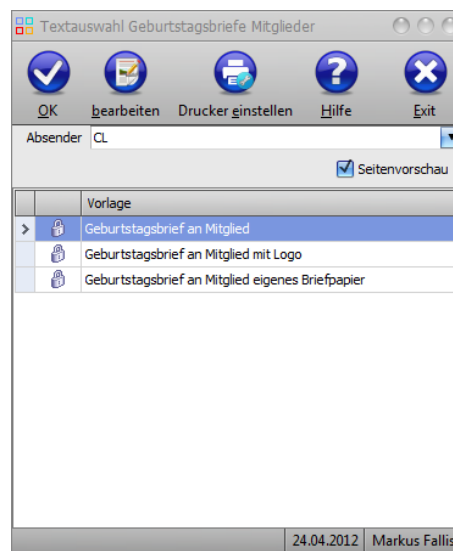 Textauswahl Geburtstagsbriefe Mitglieder
OK bearbeiten Drucker einstellen Hilfe Exit
Absender CL
Seitenvorschau
Vorlage
Geburtstagsbrief an Mitglied
Geburtstagsbrief an Mitglied mit Logo
Geburtstagsbrief an Mitglied eigenes Briefpapier
24.04.2012 Markus Fallis